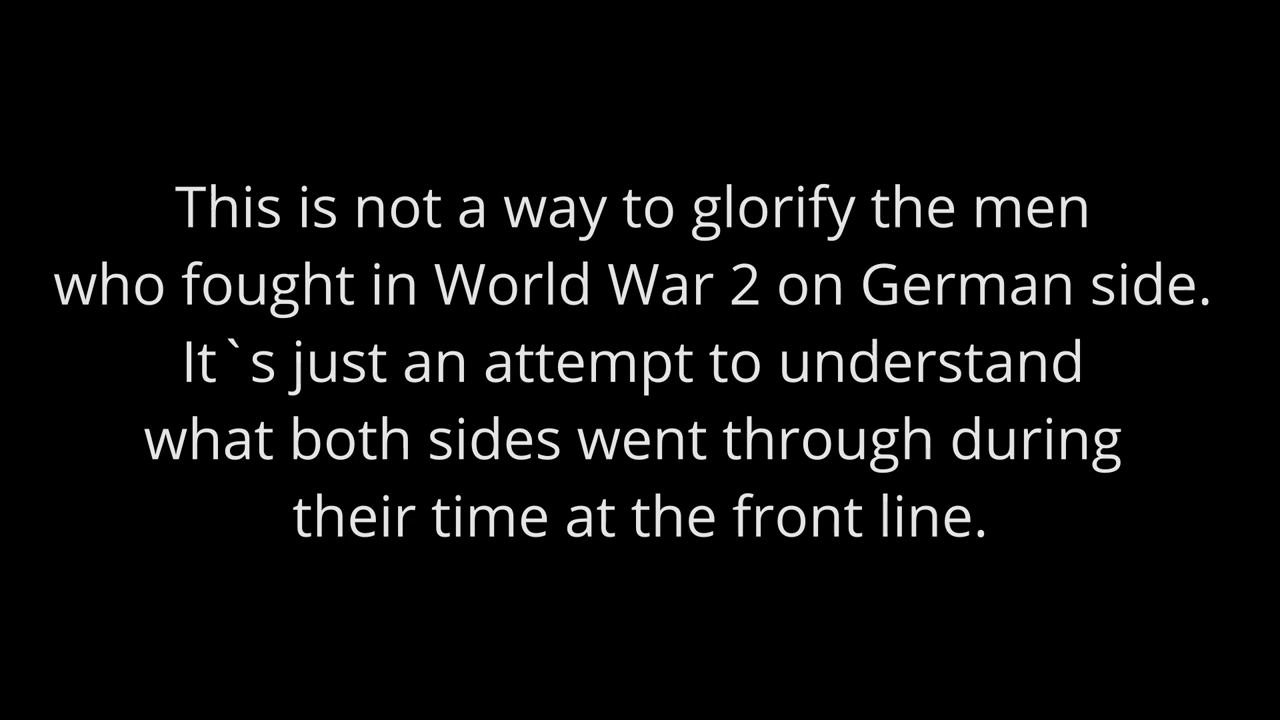 This is not a way to glorify the men
who fought in World War 2 on German side.
It`s just an attempt to understand
what both sides went through during
their time at the front line.